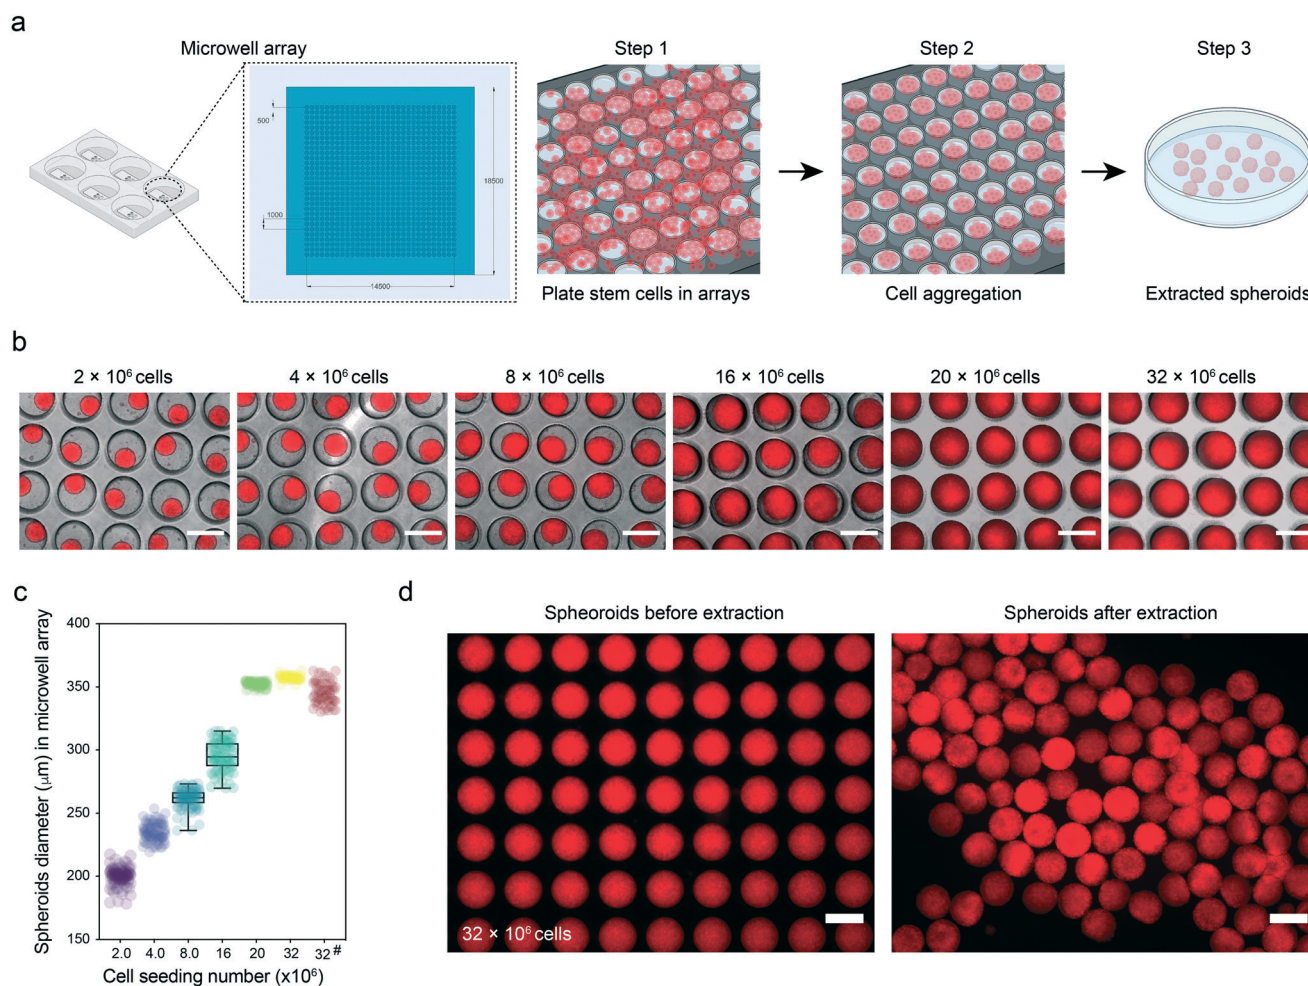 a
Microwell array
Step 1
Step 2
Step 3
500
1000
18500
14500
Plate stem cells in arrays
Cell aggregation
Extracted spheroids
b
2 × 10⁶ cells
4 × 10⁶ cells
8 × 10⁶ cells
16 × 10⁶ cells
20 × 10⁶ cells
32 × 10⁶ cells
c
Spheroids diameter (μm) in microwell array
400
350
300
250
200
150
2.0 4.0 8.0 16 20 32 32 #
Cell seeding number (x10⁶)
d
Spheoroids before extraction
Spheroids after extraction
32 × 10⁶ cells